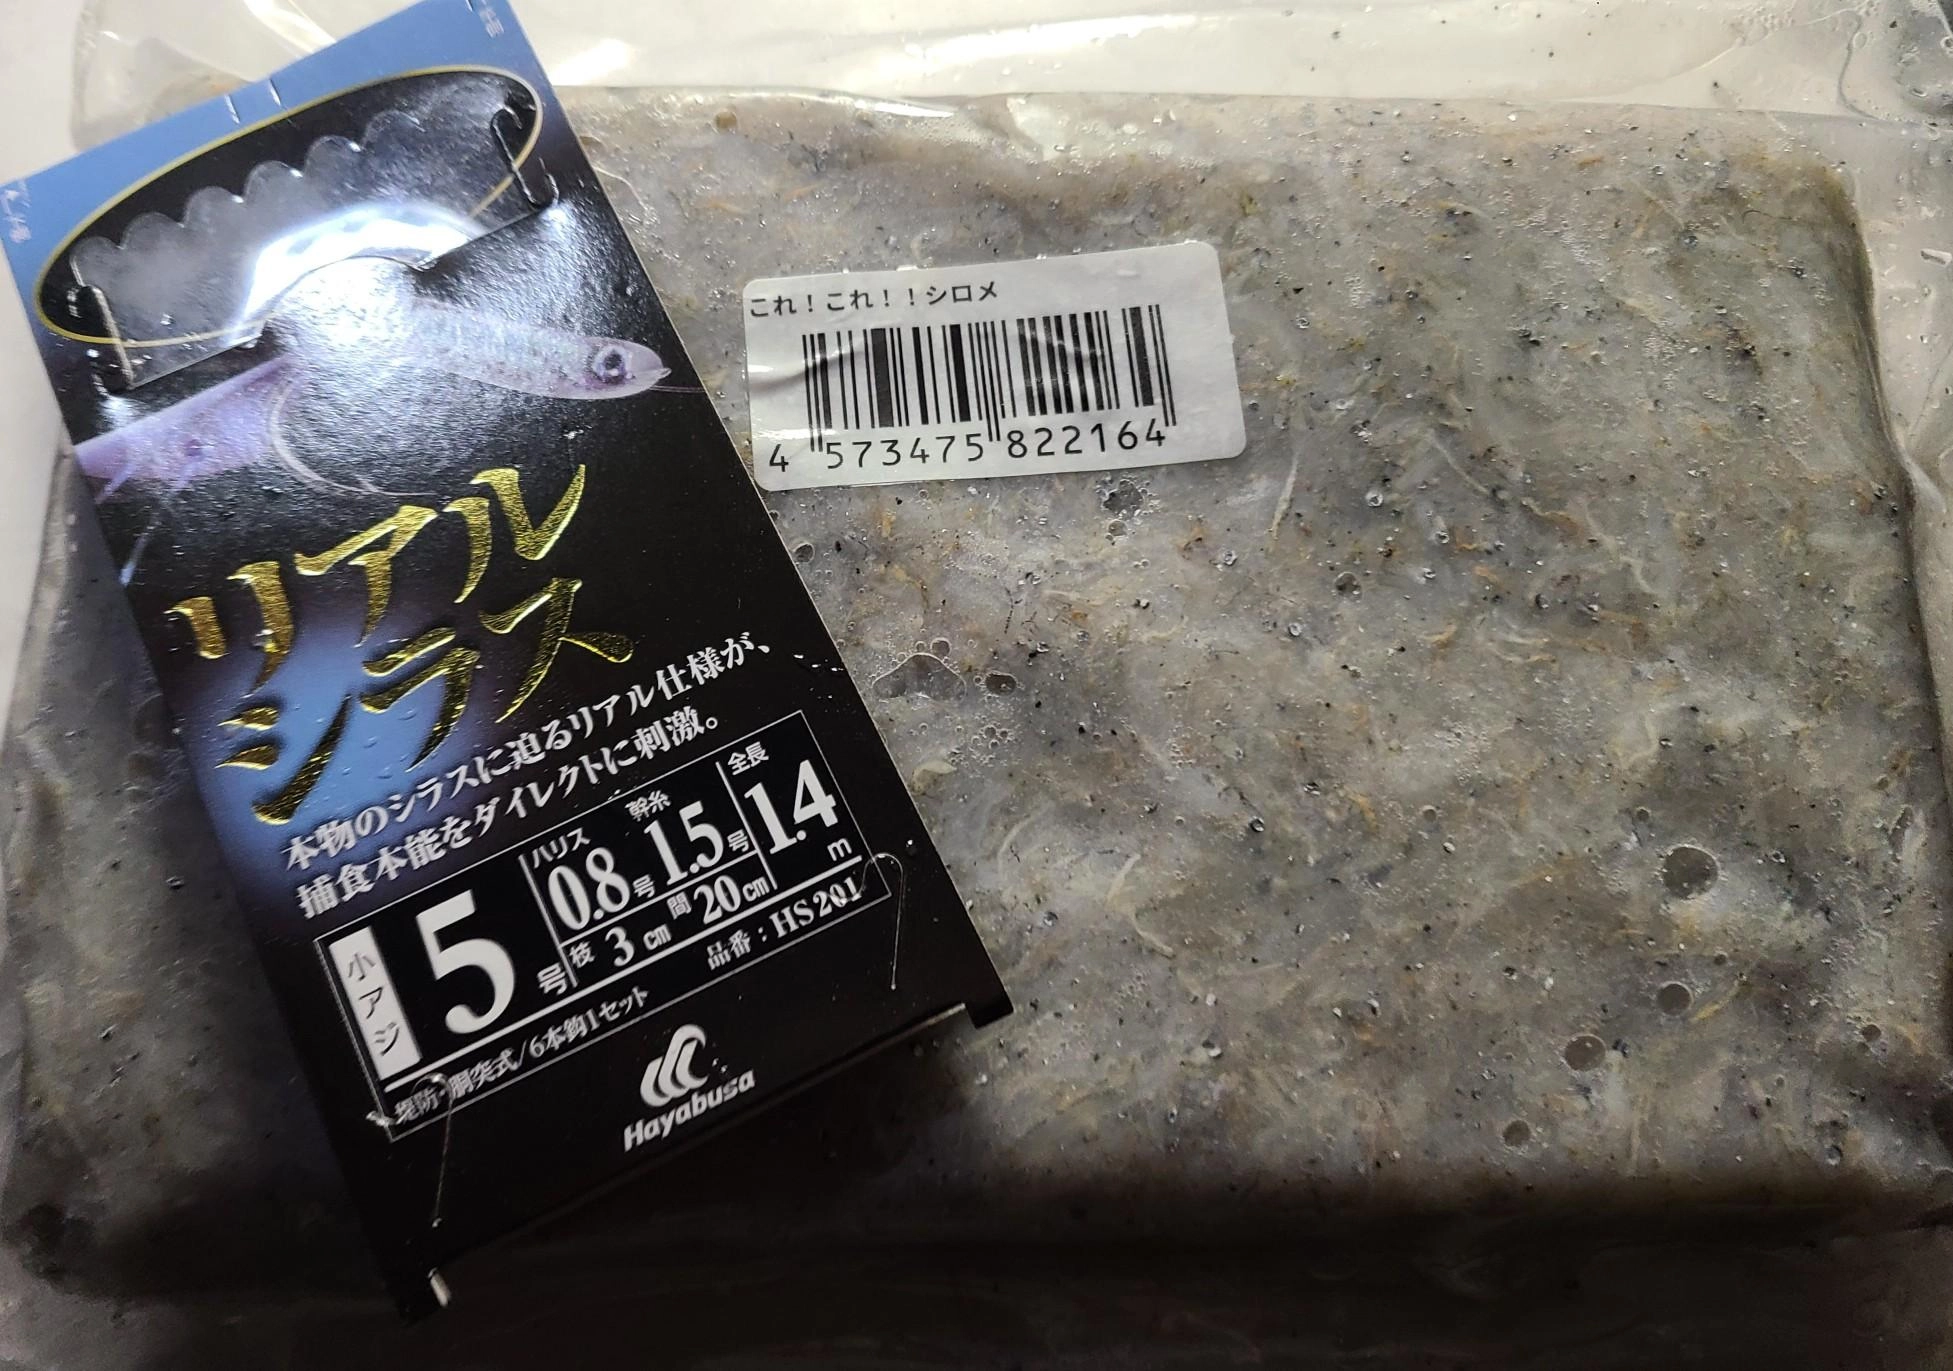 リアル
シラス
本物のシラスに迫るリアル仕様が、
捕食本能をダイレクトに刺激。
小アジ
5号
ハリス 0.8号
幹糸 1.5号
全長 1.4m
枝 3cm
間 20cm
品番：HS201
堤防・胴突式/6本鈎1セット
Hayabusa
これ！これ！！シロメ
4 573475 822164